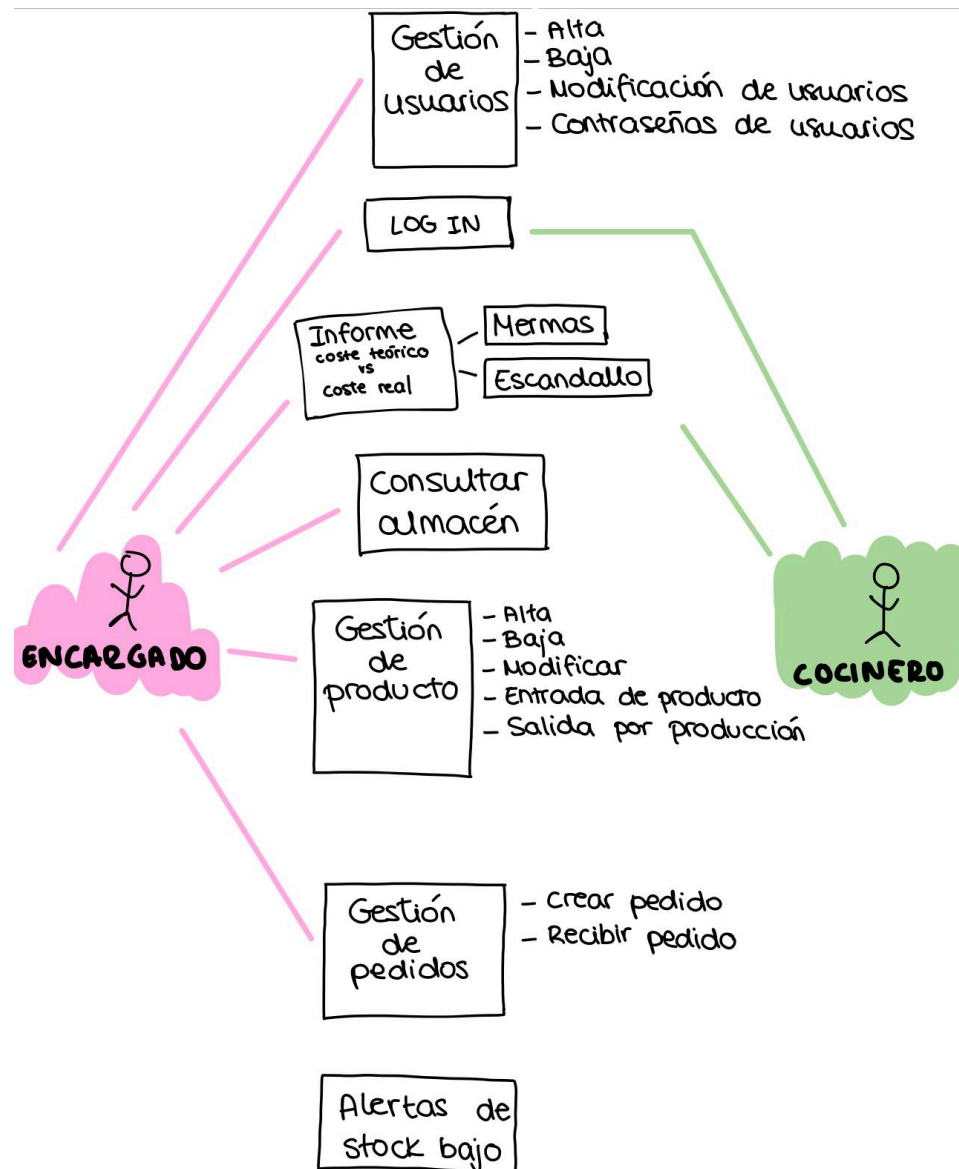 Gestión
de
usuarios
- Alta
- Baja
- Modificación de usuarios
- Contraseñas de usuarios
LOG IN
Informe
coste teórico
vs
coste real
Mermas
Escandallo
Consultar
almacén
ENCARGADO
COCINERO
Gestión
de
producto
- Alta
- Baja
- Modificar
- Entrada de producto
- Salida por producción
Gestión
de
pedidos
- Crear pedido
- Recibir pedido
Alertas de
stock bajo